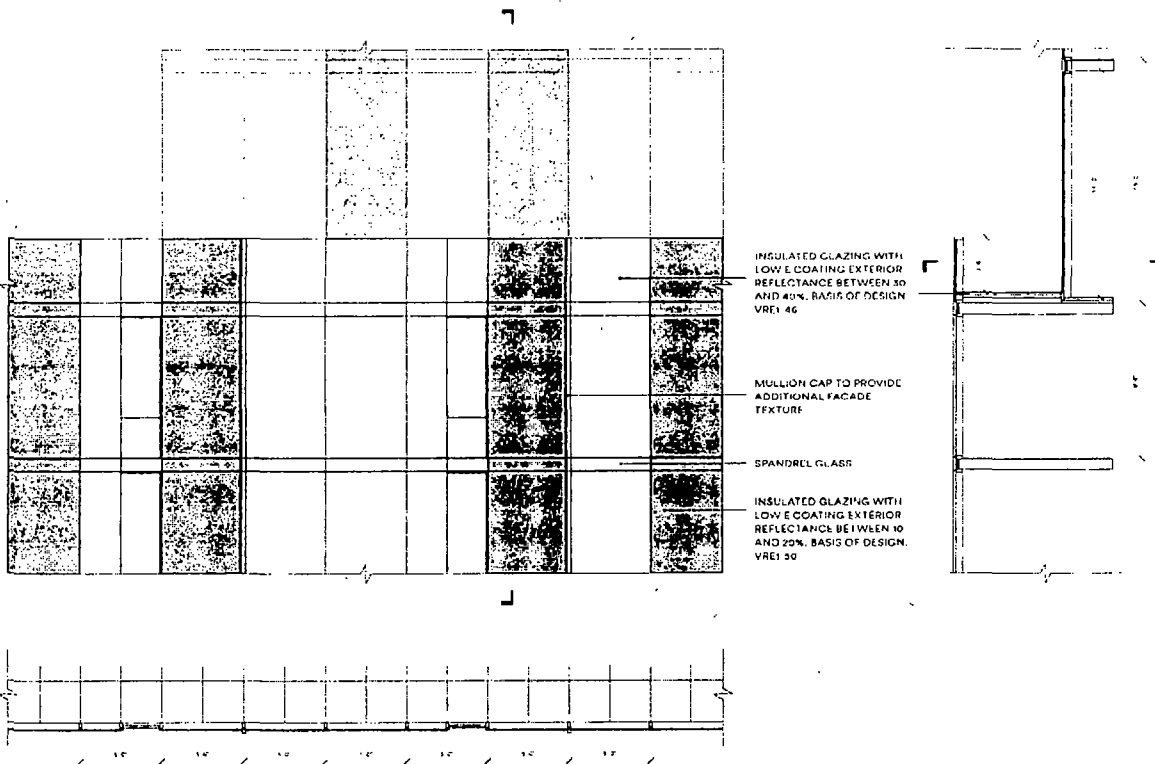 INSULATED GLAZING WITH
LOW E COATING EXTERIOR
REFLECTANCE BETWEEN 30
AND 40%. BASIS OF DESIGN
VRE1 46
MULLION CAP TO PROVIDE
ADDITIONAL FACADE
TEXTURE
SPANDREL GLASS
INSULATED GLAZING WITH
LOW E COATING EXTERIOR
REFLECTANCE BETWEEN 10
AND 20%. BASIS OF DESIGN.